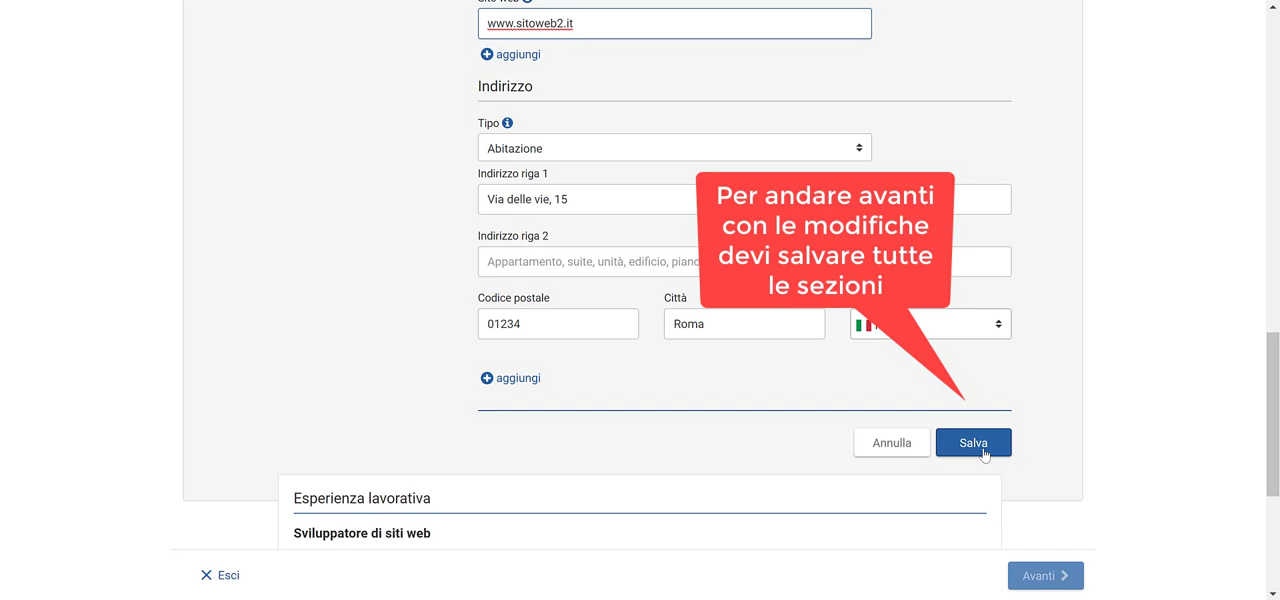 www.sitoweb2.it
aggiungi
Indirizzo
Tipo
Abitazione
Indirizzo riga 1
Via delle vie, 15
Per andare avanti
con le modifiche
devi salvare tutte
le sezioni
Indirizzo riga 2
Appartamento, suite, unità, edificio, piano
Codice postale
Città
01234
Roma
aggiungi
Annulla
Salva
Esperienza lavorativa
Sviluppatore di siti web
Esci
Avanti